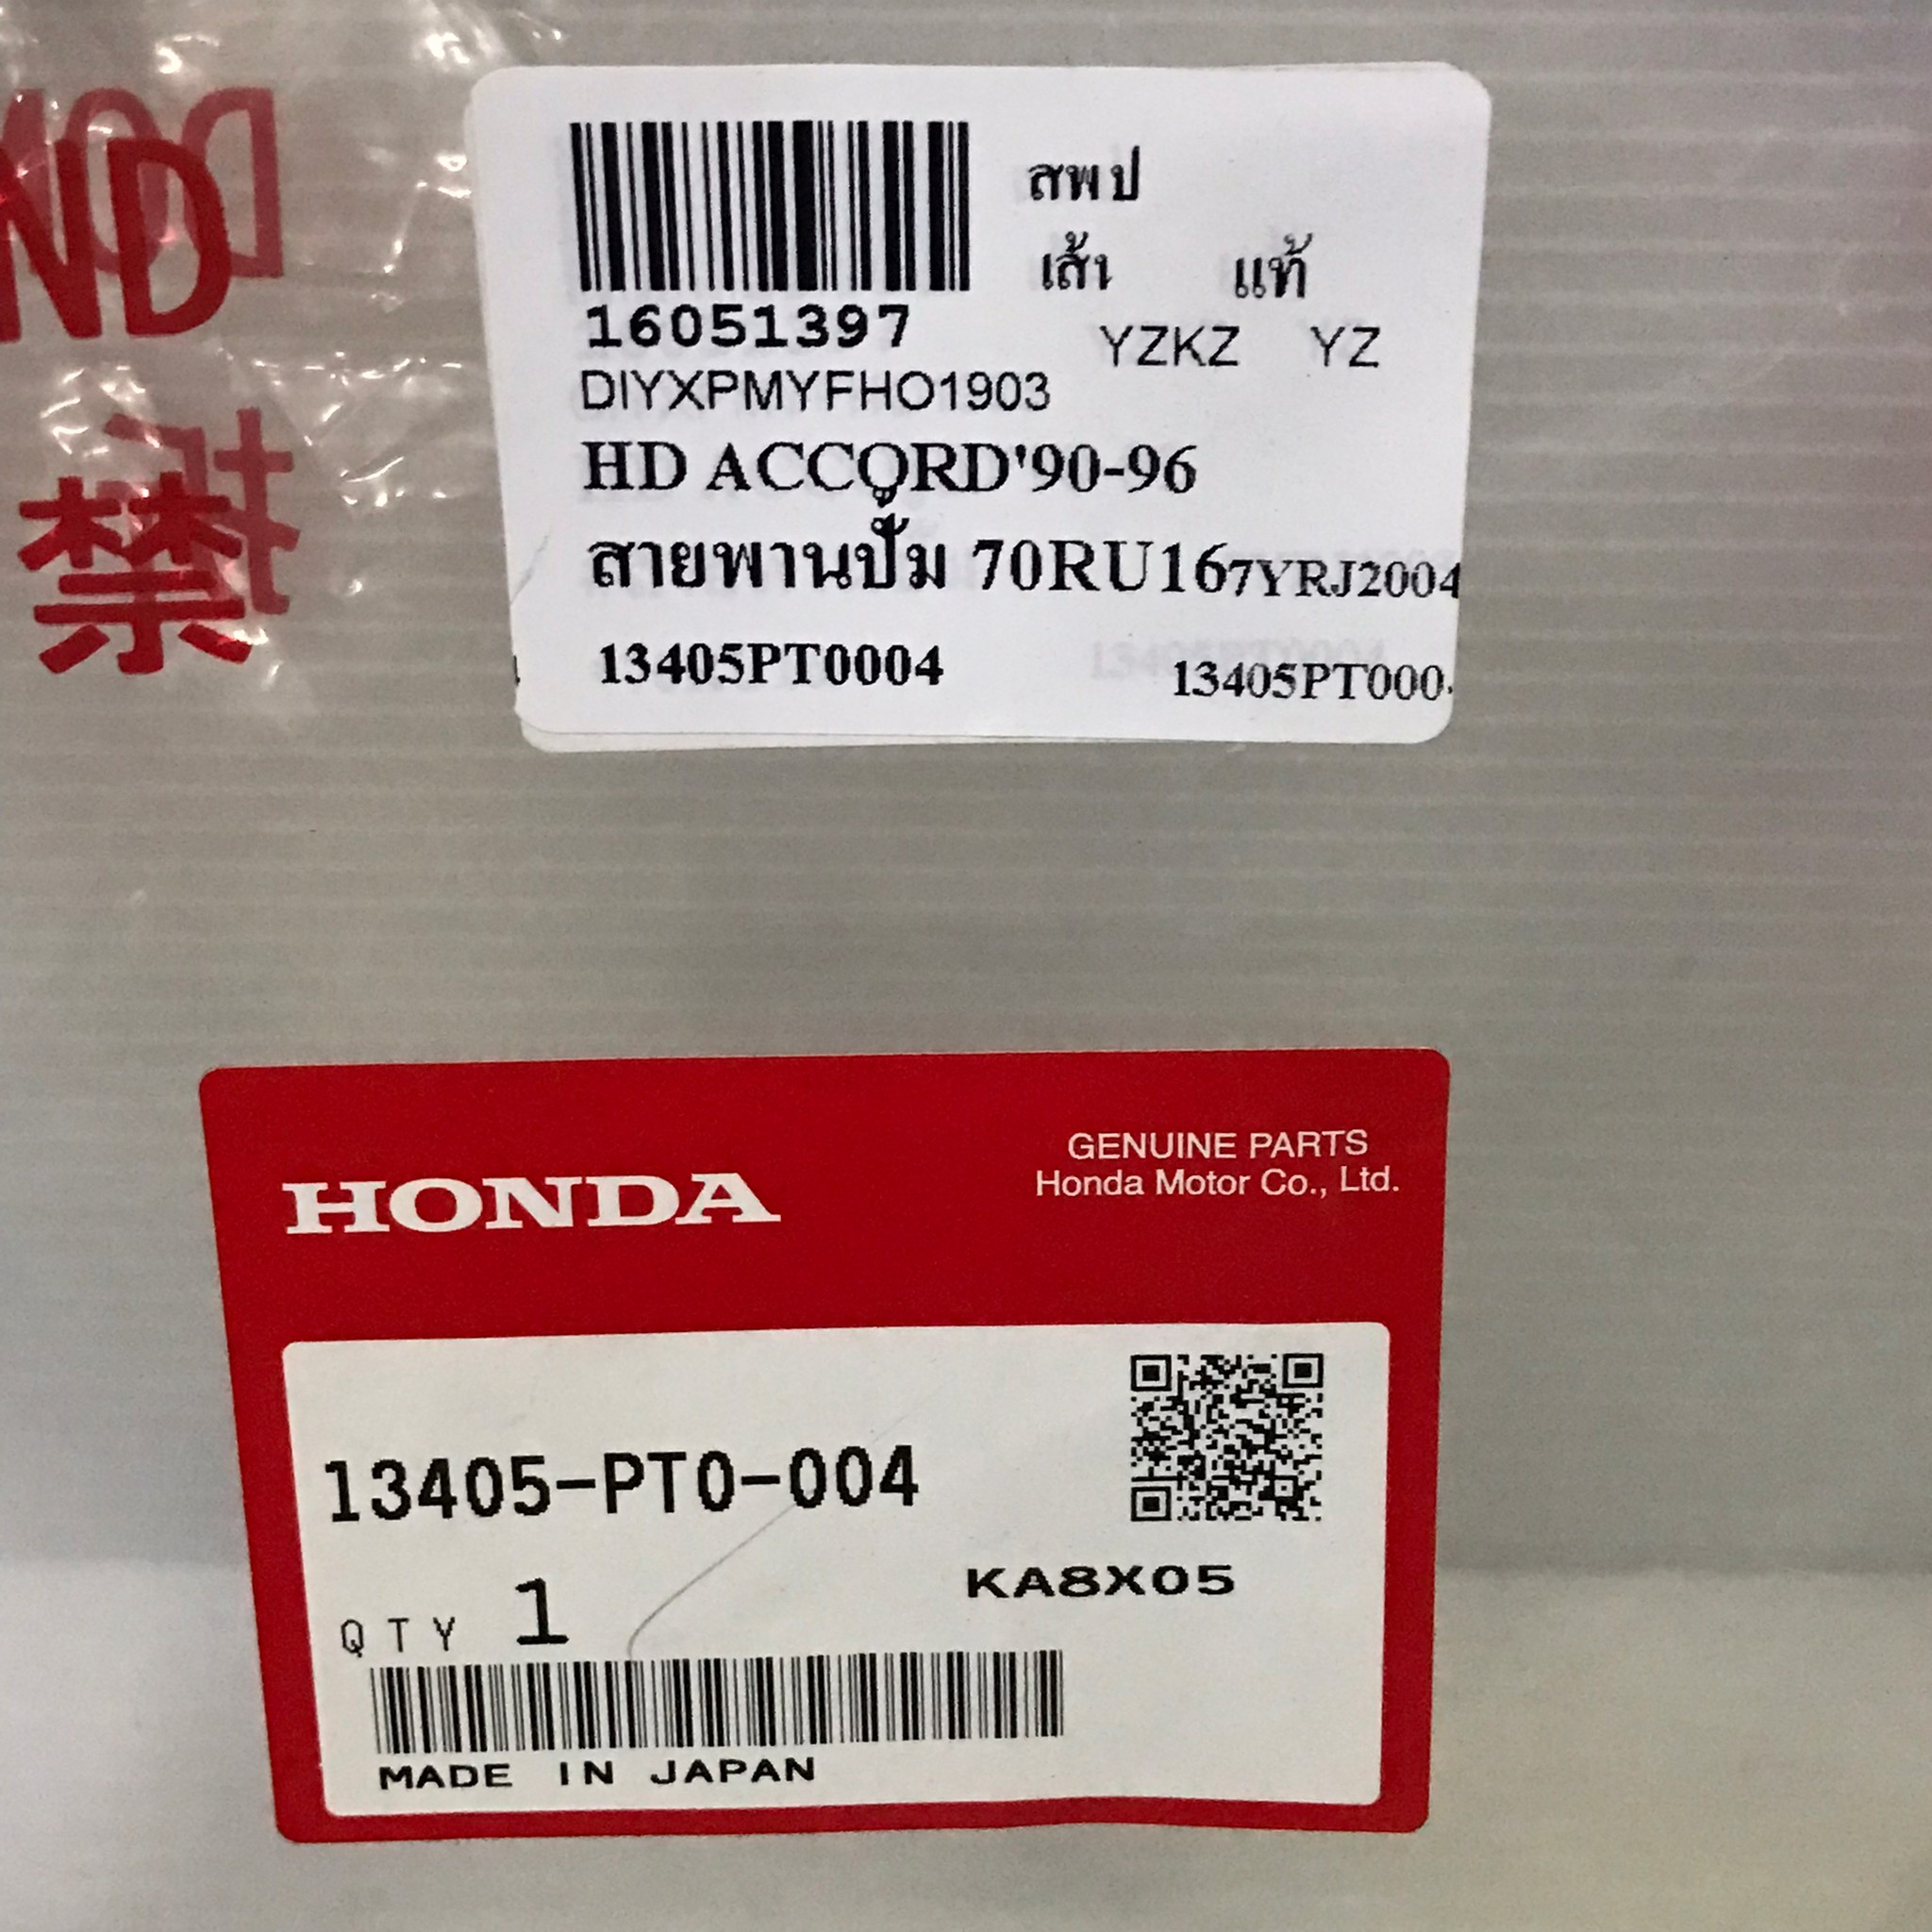 ND
禁
สพป
เส้น แท้
16051397
YZKZ YZ
DIYXPMYFHO1903
HD ACCORD'90-96
สายพานปั๊ม 70RU16 7YRJ2004
13405PT0004 13405PT000
HONDA
GENUINE PARTS
Honda Motor Co., Ltd.
13405-PT0-004
KA8X05
QTY 1
MADE IN JAPAN